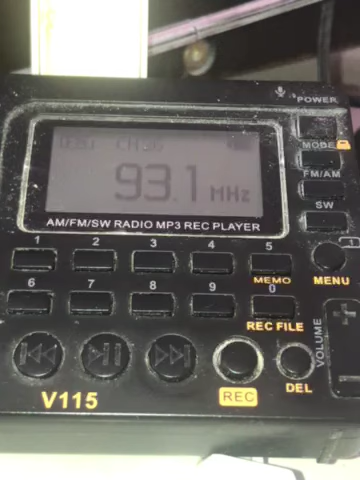 POWER
CH
93.1 MHz
MODE
FM/AM
AM/FM/SW RADIO MP3 REC PLAYER
SW
1 2 3 4 5
MEMO
MENU
6 7 8 9 0
REC FILE
VOLUME
+
V115
REC
DEL